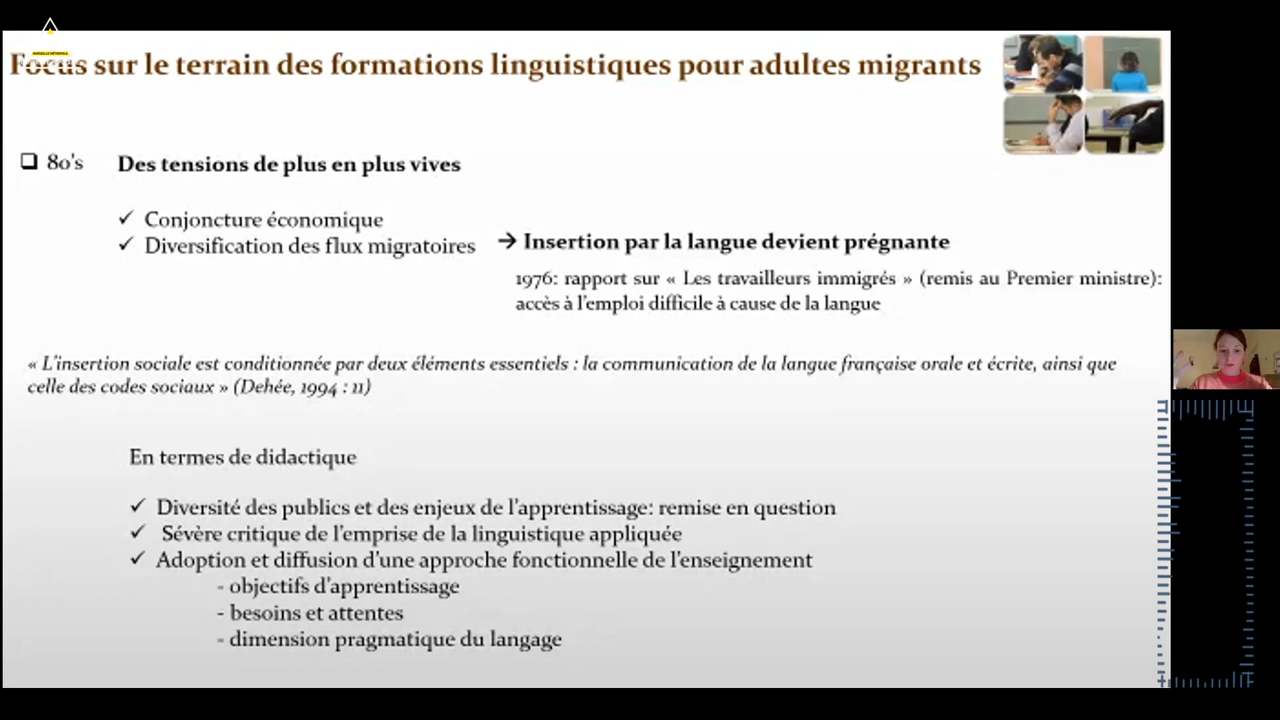 Focus sur le terrain des formations linguistiques pour adultes migrants
80's Des tensions de plus en plus vives
✓ Conjoncture économique
✓ Diversification des flux migratoires
→ Insertion par la langue devient prégnante
1976: rapport sur « Les travailleurs immigrés » (remis au Premier ministre):
accès à l'emploi difficile à cause de la langue
« L'insertion sociale est conditionnée par deux éléments essentiels : la communication de la langue française orale et écrite, ainsi que
celle des codes sociaux » (Dehée, 1994 : 11)
En termes de didactique
✓ Diversité des publics et des enjeux de l'apprentissage: remise en question
✓ Sévère critique de l'emprise de la linguistique appliquée
✓ Adoption et diffusion d'une approche fonctionnelle de l'enseignement
- objectifs d'apprentissage
- besoins et attentes
- dimension pragmatique du langage